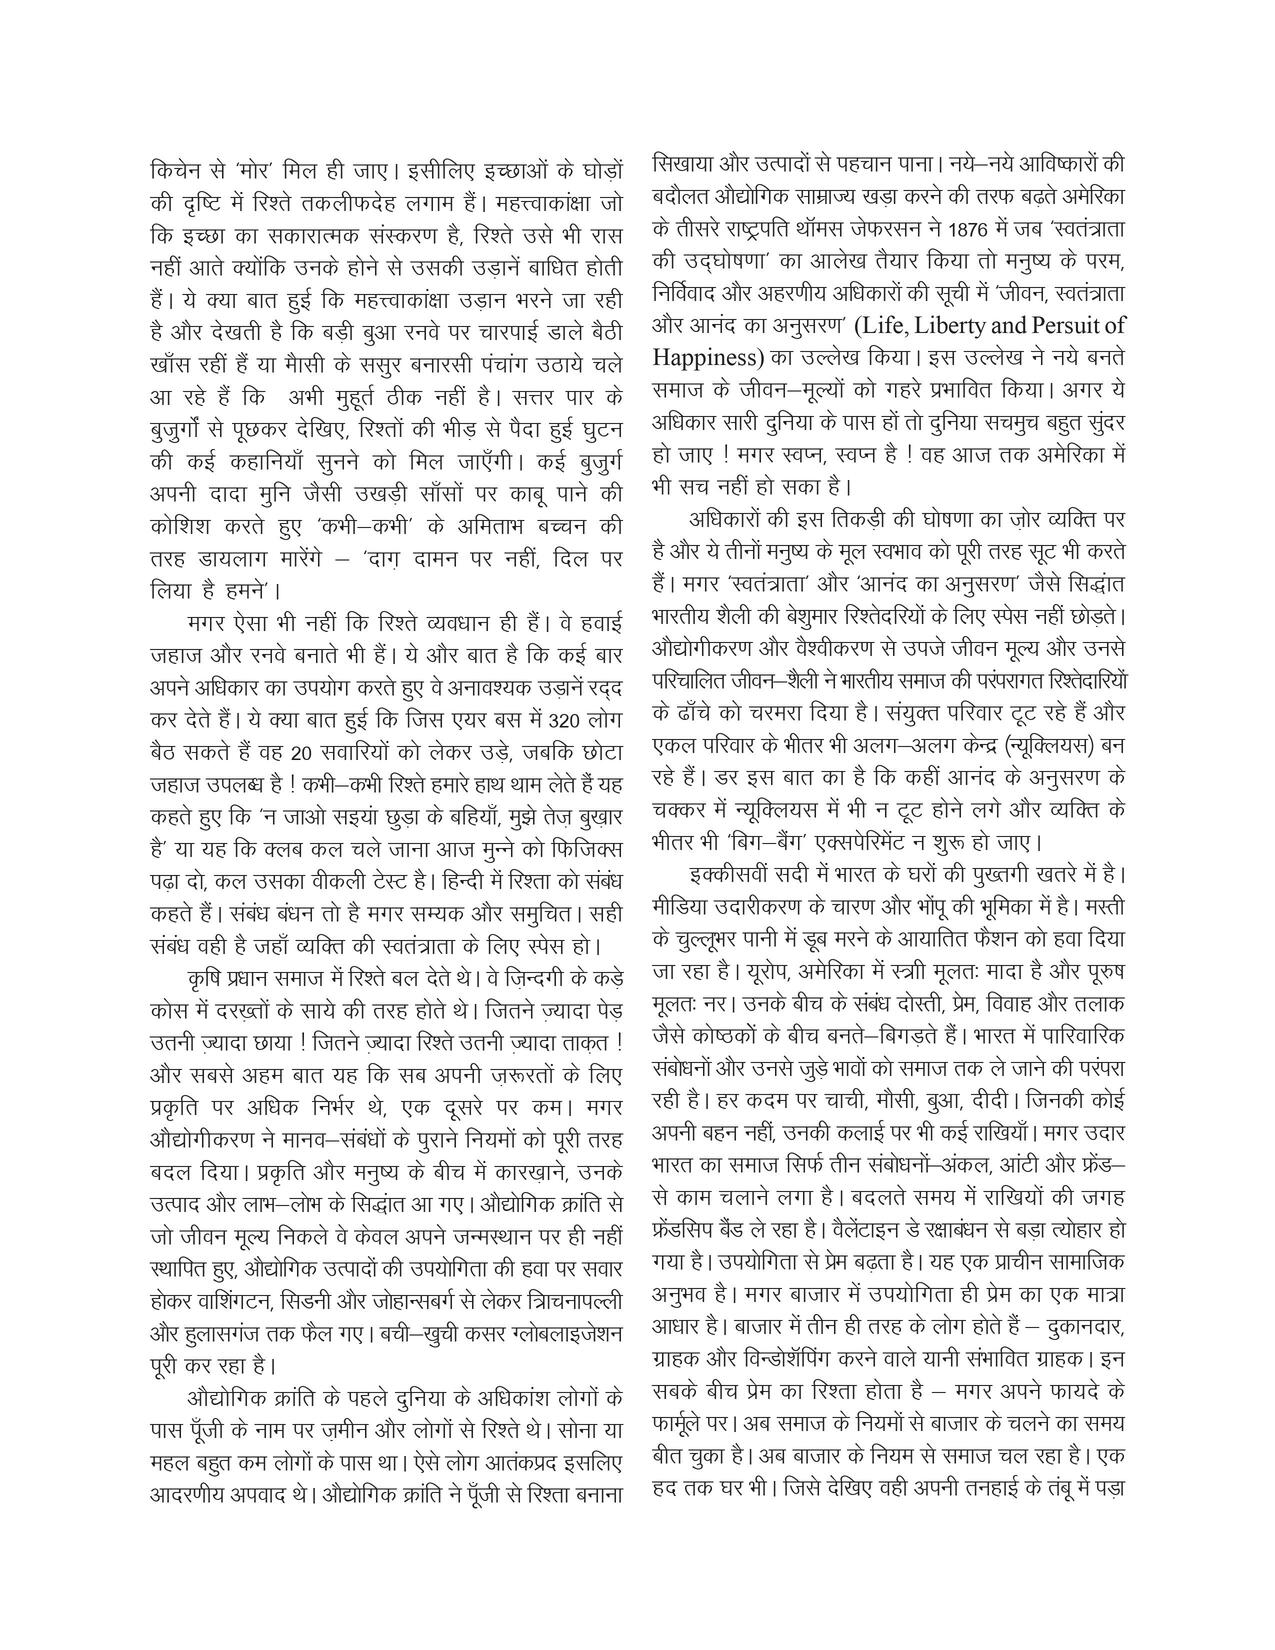 किचेन से 'मोर' मिल ही जाए। इसीलिए इच्छाओं के घोड़ों
की दृष्टि में रिश्ते तकलीफदेह लगाम हैं। महत्त्वाकांक्षा जो
कि इच्छा का सकारात्मक संस्करण है, रिश्ते उसे भी रास
नहीं आते क्योंकि उनके होने से उसकी उड़ानें बाधित होती
हैं। ये क्या बात हुई कि महत्त्वाकांक्षा उड़ान भरने जा रही
है और देखती है कि बड़ी बुआ रनवे पर चारपाई डाले बैठी
खाँस रहीं हैं या मैासी के ससुर बनारसी पंचांग उठाये चले
आ रहे हैं कि अभी मुहूर्त ठीक नहीं है। सत्तर पार के
बुजुर्गों से पूछकर देखिए, रिश्तों की भीड़ से पैदा हुई घुटन
की कई कहानियाँ सुनने को मिल जाएँगी। कई बुजुर्ग
अपनी दादा मुनि जैसी उखड़ी साँसों पर काबू पाने की
कोशिश करते हुए 'कभी–कभी' के अमिताभ बच्चन की
तरह डायलाग मारेंगे – 'दाग़ दामन पर नहीं, दिल पर
लिया है हमने'।
मगर ऐसा भी नहीं कि रिश्ते व्यवधान ही हैं। वे हवाई
जहाज और रनवे बनाते भी हैं। ये और बात है कि कई बार
अपने अधिकार का उपयोग करते हुए वे अनावश्यक उड़ानें रद्द
कर देते हैं। ये क्या बात हुई कि जिस एयर बस में 320 लोग
बैठ सकते हैं वह 20 सवारियों को लेकर उड़े, जबकि छोटा
जहाज उपलब्ध है ! कभी–कभी रिश्ते हमारे हाथ थाम लेते हैं यह
कहते हुए कि 'न जाओ सइयां छुड़ा के बहियाँ, मुझे तेज़ बुख़ार
है' या यह कि क्लब कल चले जाना आज मुन्ने को फिजिक्स
पढ़ा दो, कल उसका वीकली टेस्ट है। हिन्दी में रिश्ता को संबंध
कहते हैं। संबंध बंधन तो है मगर सम्यक और समुचित। सही
संबंध वही है जहाँ व्यक्ति की स्वतंत्राता के लिए स्पेस हो।
कृषि प्रधान समाज में रिश्ते बल देते थे। वे ज़िन्दगी के कड़े
कोस में दरख़्तों के साये की तरह होते थे। जितने ज़्यादा पेड़
उतनी ज़्यादा छाया ! जितने ज़्यादा रिश्ते उतनी ज़्यादा ताक़त !
और सबसे अहम बात यह कि सब अपनी ज़रूरतों के लिए
प्रकृति पर अधिक निर्भर थे, एक दूसरे पर कम। मगर
औद्योगीकरण ने मानव–संबंधों के पुराने नियमों को पूरी तरह
बदल दिया। प्रकृति और मनुष्य के बीच में कारख़ाने, उनके
उत्पाद और लाभ–लोभ के सिद्धांत आ गए। औद्योगिक क्रांति से
जो जीवन मूल्य निकले वे केवल अपने जन्मस्थान पर ही नहीं
स्थापित हुए, औद्योगिक उत्पादों की उपयोगिता की हवा पर सवार
होकर वाशिंगटन, सिडनी और जोहान्सबर्ग से लेकर त्रिाचनापल्ली
और हुलासगंज तक फैल गए। बची–खुची कसर ग्लोबलाइजेशन
पूरी कर रहा है।
औद्योगिक क्रांति के पहले दुनिया के अधिकांश लोगों के
पास पूँजी के नाम पर ज़मीन और लोगों से रिश्ते थे। सोना या
महल बहुत कम लोगों के पास था। ऐसे लोग आतंकप्रद इसलिए
आदरणीय अपवाद थे। औद्योगिक क्रांति ने पूँजी से रिश्ता बनाना
सिखाया और उत्पादों से पहचान पाना। नये–नये आविष्कारों की
बदौलत औद्योगिक साम्राज्य खड़ा करने की तरफ बढ़ते अमेरिका
के तीसरे राष्ट्रपति थॉमस जेफरसन ने 1876 में जब 'स्वतंत्राता
की उद्घोषणा' का आलेख तैयार किया तो मनुष्य के परम,
निर्विवाद और अहरणीय अधिकारों की सूची में 'जीवन, स्वतंत्राता
और आनंद का अनुसरण' (Life, Liberty and Persuit of
Happiness) का उल्लेख किया। इस उल्लेख ने नये बनते
समाज के जीवन–मूल्यों को गहरे प्रभावित किया। अगर ये
अधिकार सारी दुनिया के पास हों तो दुनिया सचमुच बहुत सुंदर
हो जाए ! मगर स्वप्न, स्वप्न है ! वह आज तक अमेरिका में
भी सच नहीं हो सका है।
अधिकारों की इस तिकड़ी की घोषणा का ज़ोर व्यक्ति पर
है और ये तीनों मनुष्य के मूल स्वभाव को पूरी तरह सूट भी करते
हैं। मगर 'स्वतंत्राता' और 'आनंद का अनुसरण' जैसे सिद्धांत
भारतीय शैली की बेशुमार रिश्तेदरियों के लिए स्पेस नहीं छोड़ते।
औद्योगीकरण और वैश्वीकरण से उपजे जीवन मूल्य और उनसे
परिचालित जीवन–शैली ने भारतीय समाज की परंपरागत रिश्तेदारियों
के ढाँचे को चरमरा दिया है। संयुक्त परिवार टूट रहे हैं और
एकल परिवार के भीतर भी अलग–अलग केन्द्र (न्यूक्लियस) बन
रहे हैं। डर इस बात का है कि कहीं आनंद के अनुसरण के
चक्कर में न्यूक्लियस में भी न टूट होने लगे और व्यक्ति के
भीतर भी 'बिग–बैंग' एक्सपेरिमेंट न शुरू हो जाए।
इक्कीसवीं सदी में भारत के घरों की पुख्तगी खतरे में है।
मीडिया उदारीकरण के चारण और भोंपू की भूमिका में है। मस्ती
के चुल्लूभर पानी में डूब मरने के आयातित फैशन को हवा दिया
जा रहा है। यूरोप, अमेरिका में स्त्राी मूलतः मादा है और पूरुष
मूलतः नर। उनके बीच के संबंध दोस्ती, प्रेम, विवाह और तलाक
जैसे कोष्ठकों के बीच बनते–बिगड़ते हैं। भारत में पारिवारिक
संबोधनों और उनसे जुड़े भावों को समाज तक ले जाने की परंपरा
रही है। हर कदम पर चाची, मौसी, बुआ, दीदी। जिनकी कोई
अपनी बहन नहीं, उनकी कलाई पर भी कई राखियाँ। मगर उदार
भारत का समाज सिर्फ तीन संबोधनों–अंकल, आंटी और फ्रेंड–
से काम चलाने लगा है। बदलते समय में राखियों की जगह
फ्रेंडसिप बैंड ले रहा है। वैलेंटाइन डे रक्षाबंधन से बड़ा त्योहार हो
गया है। उपयोगिता से प्रेम बढ़ता है। यह एक प्राचीन सामाजिक
अनुभव है। मगर बाजार में उपयोगिता ही प्रेम का एक मात्रा
आधार है। बाजार में तीन ही तरह के लोग होते हैं – दुकानदार,
ग्राहक और विन्डोशॅपिंग करने वाले यानी संभावित ग्राहक। इन
सबके बीच प्रेम का रिश्ता होता है – मगर अपने फायदे के
फार्मूले पर। अब समाज के नियमों से बाजार के चलने का समय
बीत चुका है। अब बाजार के नियम से समाज चल रहा है। एक
हद तक घर भी। जिसे देखिए वही अपनी तनहाई के तंबू में पड़ा